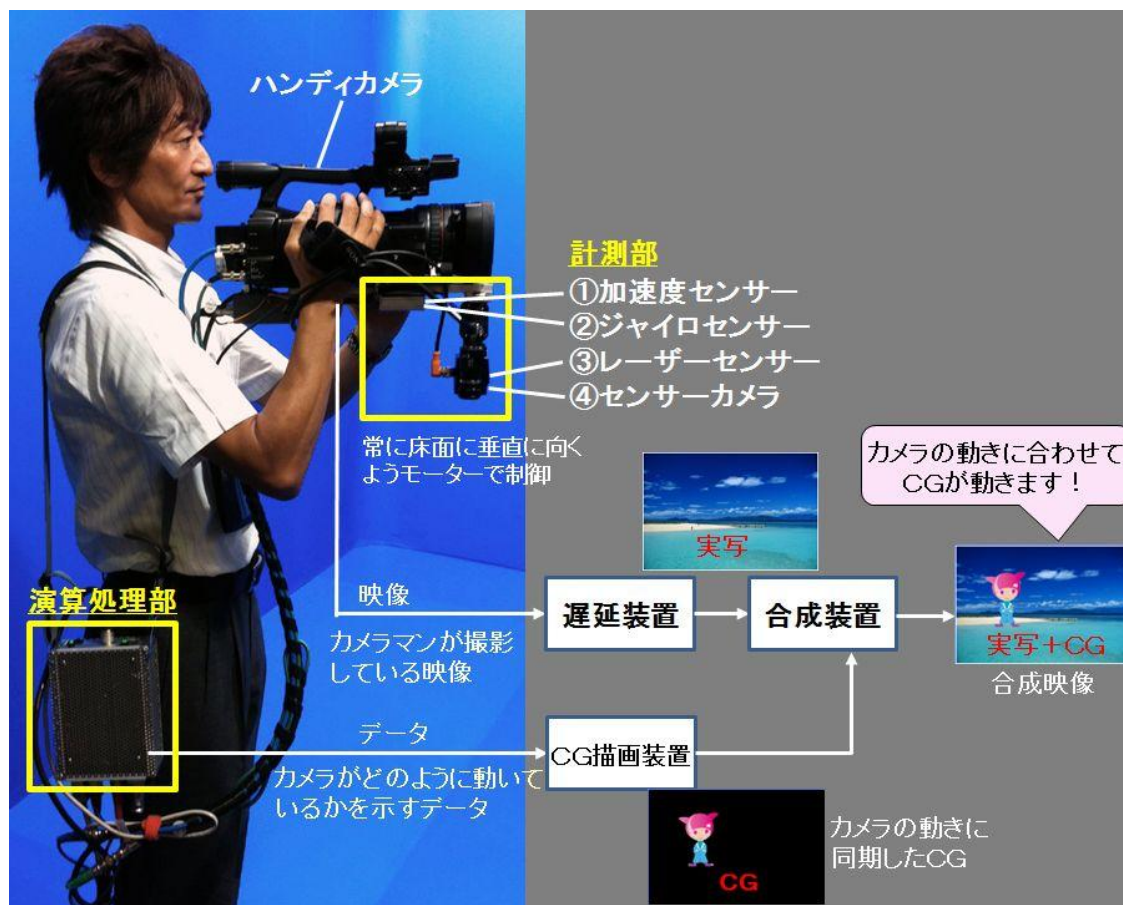 ハンディカメラ
計測部
①加速度センサー
②ジャイロセンサー
③レーザーセンサー
④センサーカメラ
常に床面に垂直に向く
ようモーターで制御
カメラの動きに合わせて
CGが動きます！
実写
演算処理部
映像
遅延装置
合成装置
実写＋CG
合成映像
カメラマンが撮影
している映像
データ
CG描画装置
カメラがどのように動いて
いるかを示すデータ
カメラの動きに
同期したCG
CG